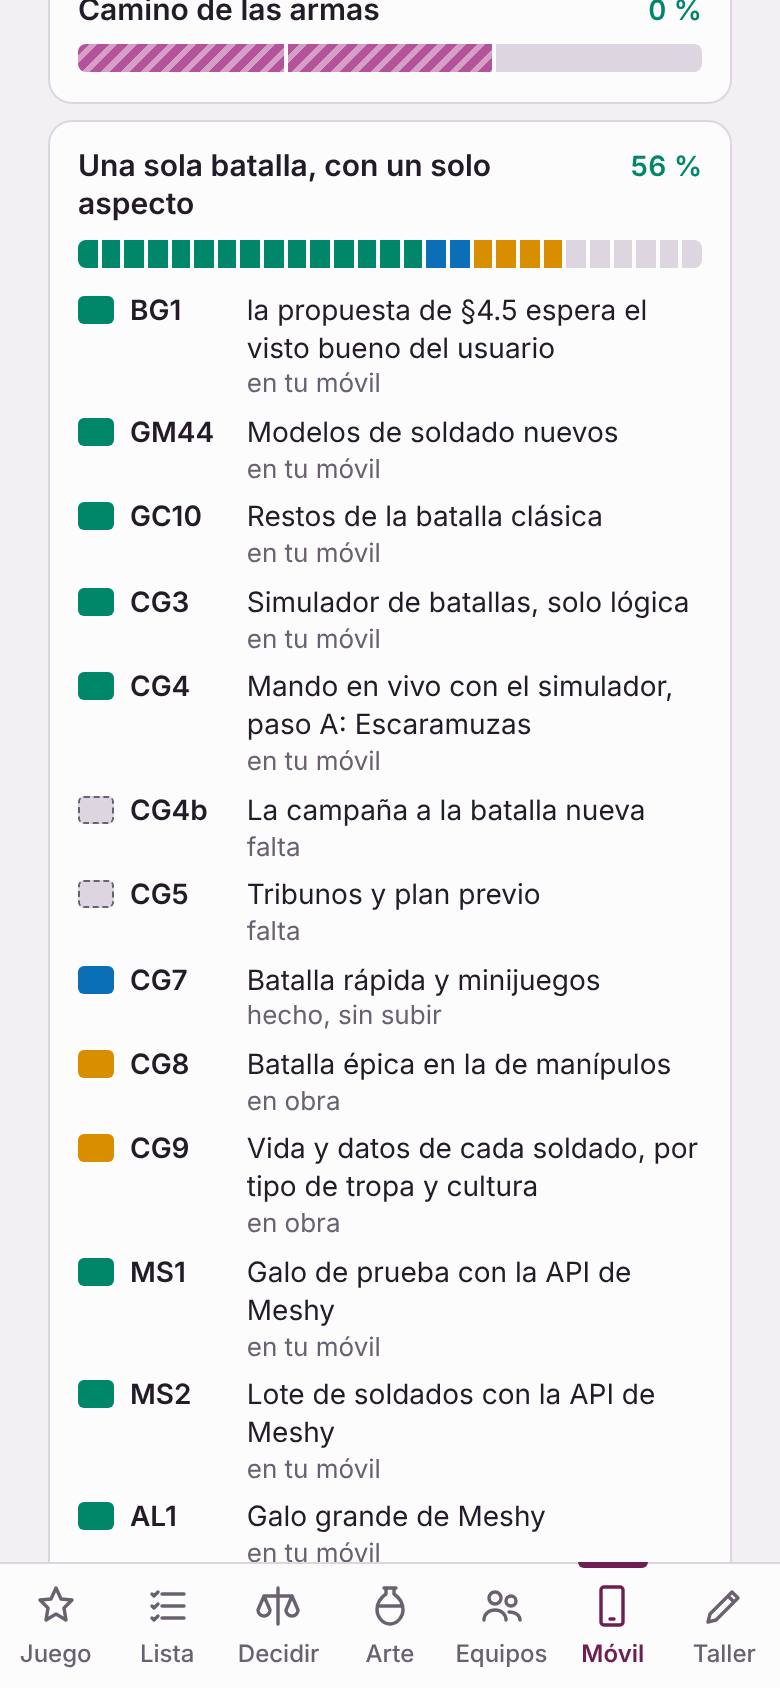 Camino de las armas
0 %
Una sola batalla, con un solo
aspecto
56 %
BG1
la propuesta de §4.5 espera el
visto bueno del usuario
en tu móvil
GM44
Modelos de soldado nuevos
en tu móvil
GC10
Restos de la batalla clásica
en tu móvil
CG3
Simulador de batallas, solo lógica
en tu móvil
CG4
Mando en vivo con el simulador,
paso A: Escaramuzas
en tu móvil
CG4b
La campaña a la batalla nueva
falta
CG5
Tribunos y plan previo
falta
CG7
Batalla rápida y minijuegos
hecho, sin subir
CG8
Batalla épica en la de manípulos
en obra
CG9
Vida y datos de cada soldado, por
tipo de tropa y cultura
en obra
MS1
Galo de prueba con la API de
Meshy
en tu móvil
MS2
Lote de soldados con la API de
Meshy
en tu móvil
AL1
Galo grande de Meshy
en tu móvil
Juego
Lista
Decidir
Arte
Equipos
Móvil
Taller